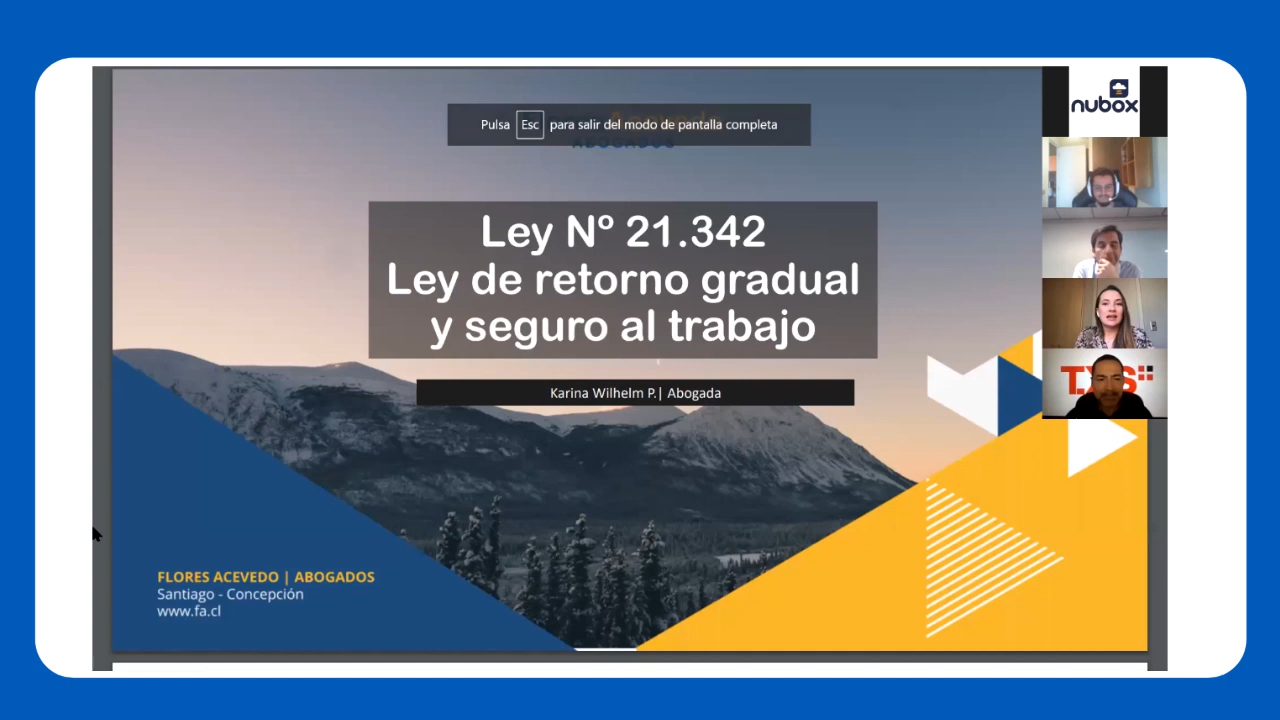 Pulsa Esc para salir del modo de pantalla completa
ABOGADOS
Ley Nº 21.342
Ley de retorno gradual
y seguro al trabajo
Karina Wilhelm P.| Abogada
FLORES ACEVEDO | ABOGADOS
Santiago - Concepción
www.fa.cl
nubox